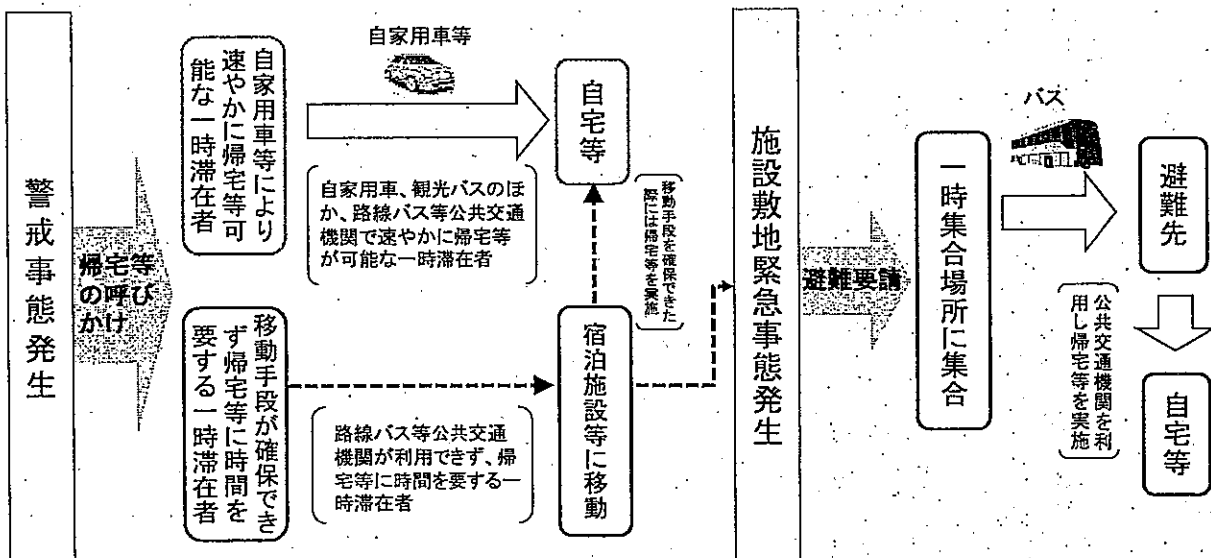 警戒事態発生
帰宅等
の呼び
かけ
自家用車等により
速やかに帰宅等可
能な一時滞在者
自家用車等
自家用車、観光バスのほ
か、路線バス等公共交通
機関で速やかに帰宅等
が可能な一時滞在者
自宅等
移動手段を確保できた
際には帰宅等を実施
移動手段が確保でき
ず帰宅等に時間を
要する一時滞在者
路線バス等公共交通
機関が利用できず、帰
宅等に時間を要する一
時滞在者
宿泊施設等に移動
施設敷地緊急事態発生
避難要請
一時集合場所に集合
バス
避難先
公共交通機関を利
用し帰宅等を実施
自宅等